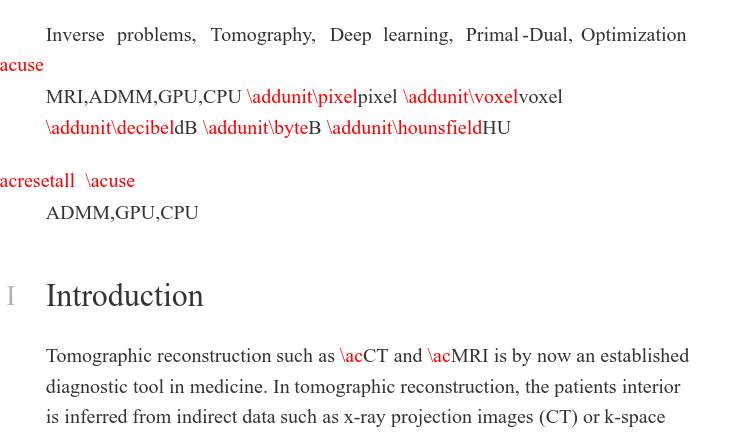 Inverse problems, Tomography, Deep learning, Primal-Dual, Optimization
acuse
MRI,ADMM,GPU,CPU \addunit\pixelpixel \addunit\voxelvoxel
\addunit\decibeldB \addunit\byteB \addunit\hounsfieldHU
acresetall \acuse
ADMM,GPU,CPU
I Introduction
Tomographic reconstruction such as \acCT and \acMRI is by now an established
diagnostic tool in medicine. In tomographic reconstruction, the patients interior
is inferred from indirect data such as x-ray projection images (CT) or k-space